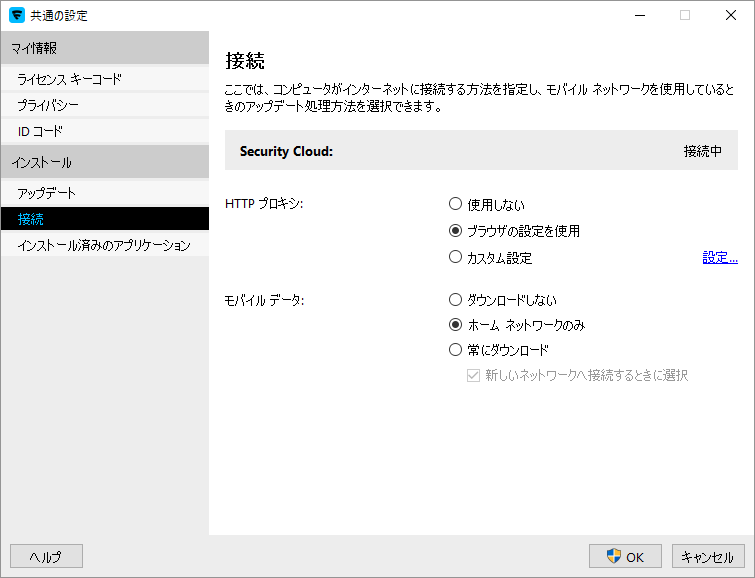 共通の設定
マイ情報
ライセンス キーコード
プライバシー
ID コード
インストール
アップデート
接続
インストール済みのアプリケーション
接続
ここでは、コンピュータがインターネットに接続する方法を指定し、モバイル ネットワークを使用していると
きのアップデート処理方法を選択できます。
Security Cloud: 接続中
HTTP プロキシ: 使用しない
ブラウザの設定を使用
カスタム設定 設定...
モバイル データ: ダウンロードしない
ホーム ネットワークのみ
常にダウンロード
新しいネットワークへ接続するときに選択
ヘルプ OK キャンセル